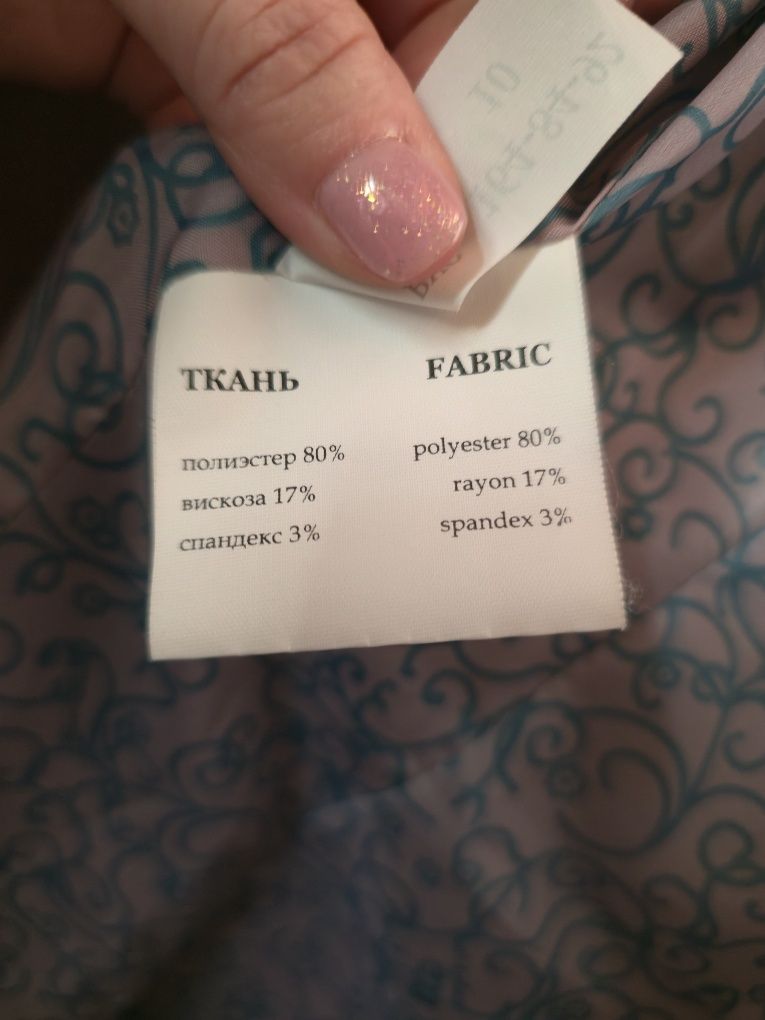 ТКАНЬ FABRIC
полиэстер 80% polyester 80%
вискоза 17% rayon 17%
спандекс 3% spandex 3%